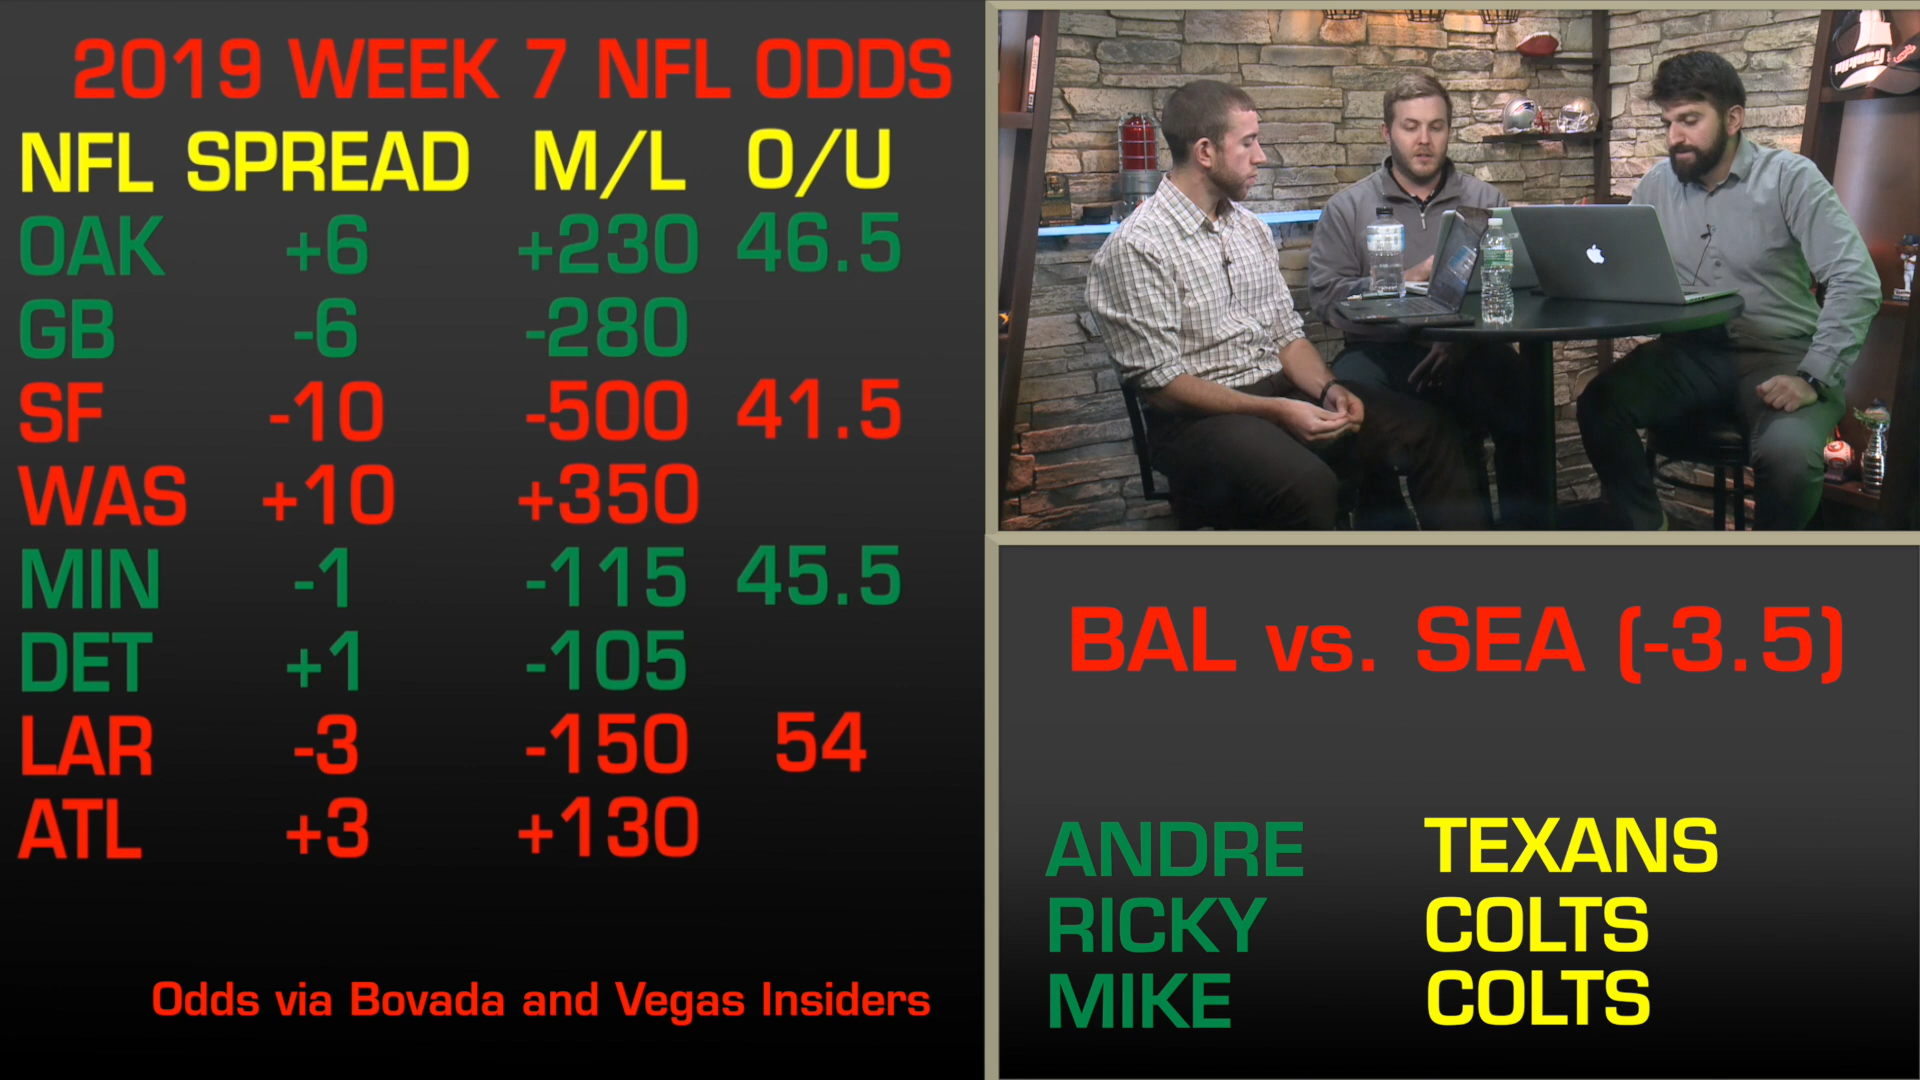 2019 WEEK 7 NFL ODDS
NFL SPREAD M/L O/U
OAK +6 +230 46.5
GB -6 -280
SF -10 -500 41.5
WAS +10 +350
MIN -1 -115 45.5
DET +1 -105
LAR -3 -150 54
ATL +3 +130
Odds via Bovada and Vegas Insiders
Franklin
BAL vs. SEA (-3.5)
ANDRE TEXANS
RICKY COLTS
MIKE COLTS